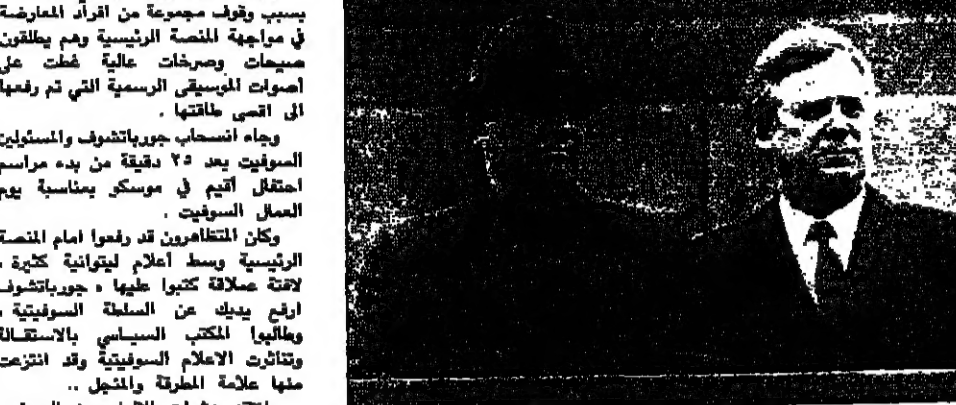 بسبب وقوف مجموعة من افراد المعارضة
في مواجهة المنصة الرئيسية وهم يطلقون
صيحات وصرخات عالية غطت على
أصوات الموسيقى الرسمية التي تم رفعها
الى اقصى طاقتها .
وجاء انسحاب جورباتشوف والمسئولين
السوفيت بعد ٢٥ دقيقة من بدء مراسم
احتفال أقيم في موسكو بمناسبة يوم
العمال السوفيت .
وكان المتظاهرون قد رفعوا امام المنصة
الرئيسية وسط أعلام ليتوانية كثيرة ،
لافتة عملاقة كتبوا عليها « جورباتشوف
ارفع يديك عن السلطة السوفيتية »
وطالبوا المكتب السياسي بالاستقالة
وتناثرت الاعلام السوفيتية وقد انتزعت
منها علامة المطرقة والمنجل ..